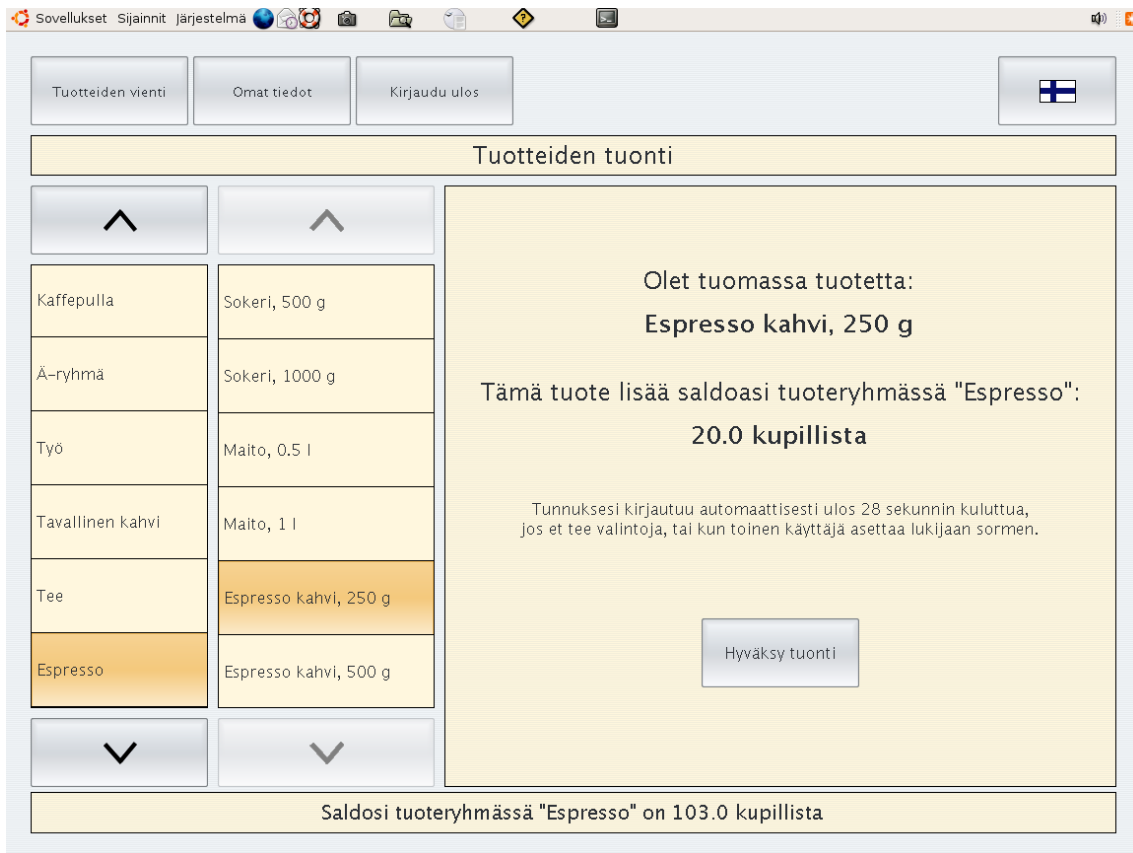 Sovellukset Sijainnit Järjestelmä
Tuotteiden vienti
Omat tiedot
Kirjaudu ulos
Tuotteiden tuonti
Kaffepulla
Ä-ryhmä
Työ
Tavallinen kahvi
Tee
Espresso
Sokeri, 500 g
Sokeri, 1000 g
Maito, 0.5 l
Maito, 1 l
Espresso kahvi, 250 g
Espresso kahvi, 500 g
Olet tuomassa tuotetta:
Espresso kahvi, 250 g
Tämä tuote lisää saldoasi tuoteryhmässä "Espresso":
20.0 kupillista
Tunnuksesi kirjautuu automaattisesti ulos 28 sekunnin kuluttua,
jos et tee valintoja, tai kun toinen käyttäjä asettaa lukijaan sormen.
Hyväksy tuonti
Saldosi tuoteryhmässä "Espresso" on 103.0 kupillista